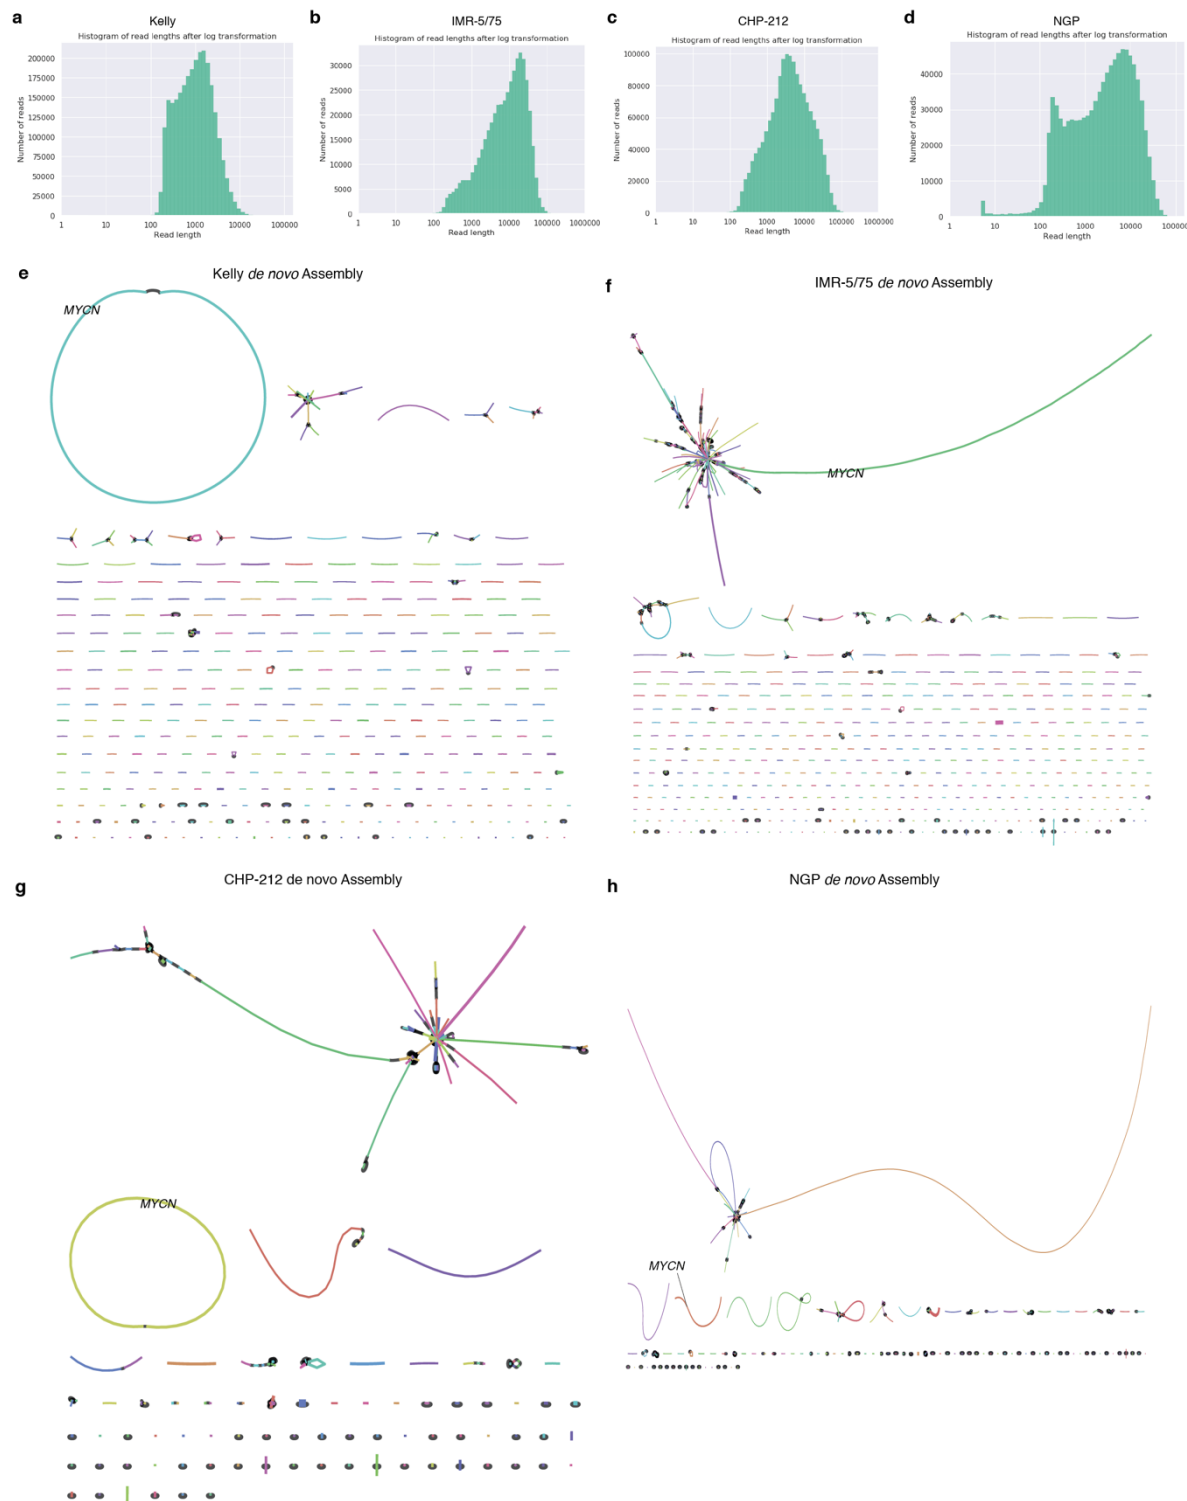 a Kelly
Histogram of read lengths after log transformation
200000
175000
150000
125000
100000
75000
50000
25000
0
Number of reads
1 10 100 1000 10000 100000
Read length
b IMR-5/75
Histogram of read lengths after log transformation
30000
25000
20000
15000
10000
5000
0
Number of reads
1 10 100 1000 10000 100000 1000000
Read length
c CHP-212
Histogram of read lengths after log transformation
100000
80000
60000
40000
20000
0
Number of reads
1 10 100 1000 10000 100000 1000000
Read length
d NGP
Histogram of read lengths after log transformation
40000
30000
20000
10000
0
Number of reads
1 10 100 1000 10000 100000
Read length
e Kelly de novo Assembly
MYCN
f IMR-5/75 de novo Assembly
MYCN
g CHP-212 de novo Assembly
MYCN
h NGP de novo Assembly
MYCN